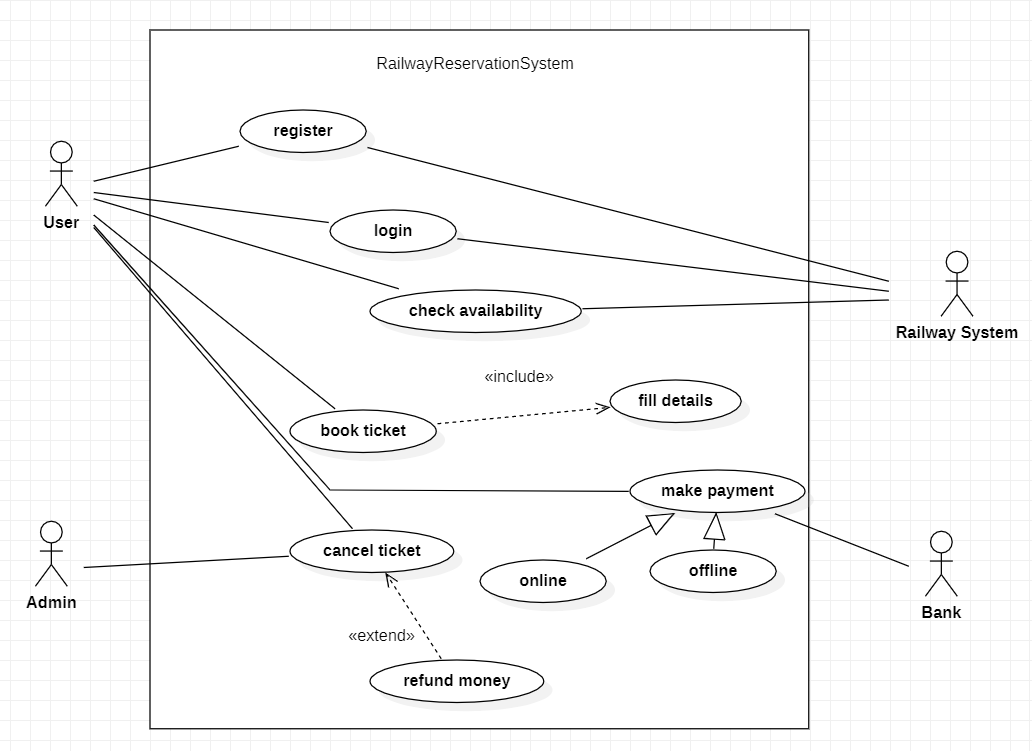 RailwayReservationSystem
register
User
login
check availability
Railway System
«include»
fill details
book ticket
make payment
cancel ticket
online
offline
Admin
Bank
«extend»
refund money